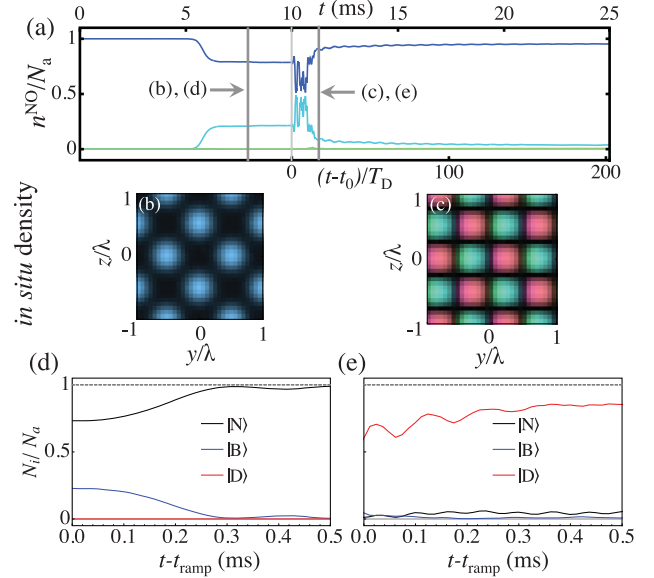 0 5 10 t (ms) 15 20 25
(a)
n^NO/N_a
1
0.5
0
(b), (d)
(c), (e)
0 100 200
(t-t_0)/T_D
in situ density
(b)
1
0
-1
z/λ
-1 0 1
y/λ
(c)
1
0
-1
z/λ
0 1
y/λ
(d)
N_i/N_a
1
0.5
0
|N⟩
|B⟩
|D⟩
0.0 0.1 0.2 0.3 0.4 0.5
t-t_ramp (ms)
(e)
|N⟩
|B⟩
|D⟩
0.0 0.1 0.2 0.3 0.4 0.5
t-t_ramp (ms)